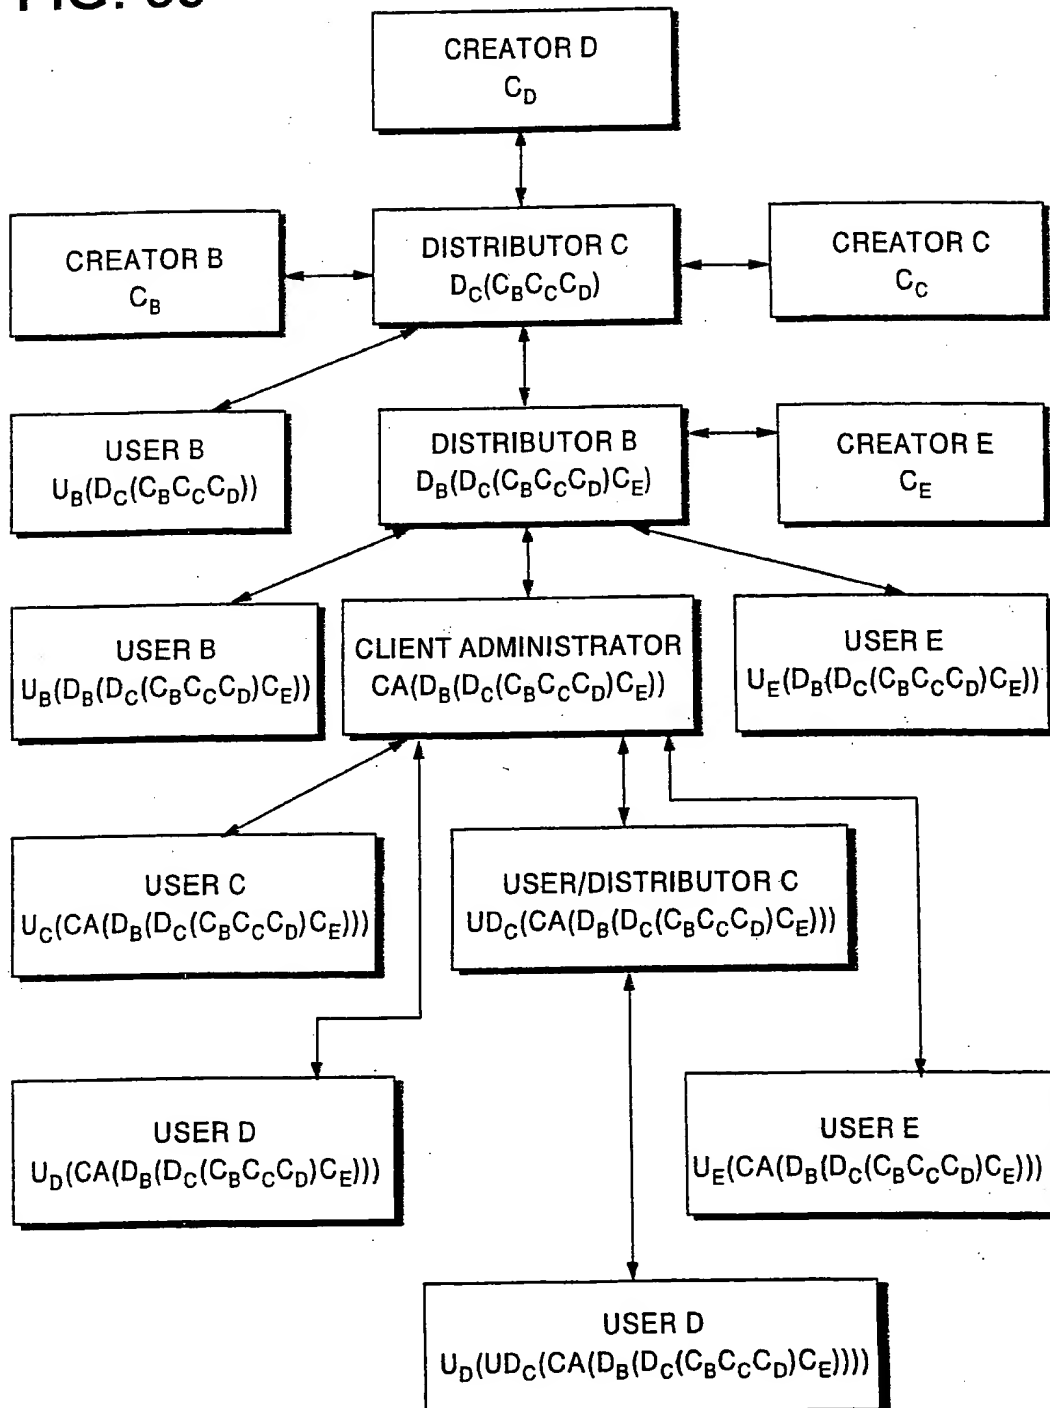 CREATOR D
C_D
CREATOR B
C_B
DISTRIBUTOR C
D_C(C_BC_CC_D)
CREATOR C
C_C
USER B
U_B(D_C(C_BC_CC_D))
DISTRIBUTOR B
D_B(D_C(C_BC_CC_D)C_E)
CREATOR E
C_E
USER B
U_B(D_B(D_C(C_BC_CC_D)C_E))
CLIENT ADMINISTRATOR
CA(D_B(D_C(C_BC_CC_D)C_E))
USER E
U_E(D_B(D_C(C_BC_CC_D)C_E))
USER C
U_C(CA(D_B(D_C(C_BC_CC_D)C_E)))
USER/DISTRIBUTOR C
UD_C(CA(D_B(D_C(C_BC_CC_D)C_E)))
USER D
U_D(CA(D_B(D_C(C_BC_CC_D)C_E)))
USER E
U_E(CA(D_B(D_C(C_BC_CC_D)C_E)))
USER D
U_D(UD_C(CA(D_B(D_C(C_BC_CC_D)C_E))))